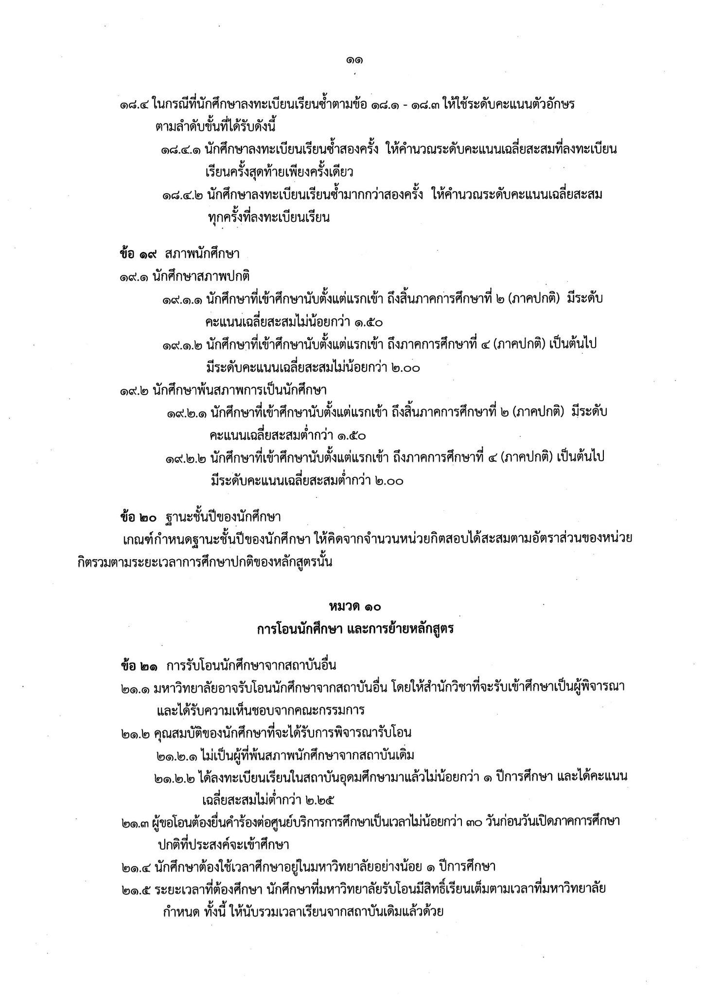 ๑๑
๑๘.๔ ในกรณีที่นักศึกษาลงทะเบียนเรียนซ้ำตามข้อ ๑๘.๑ - ๑๘.๓ ให้ใช้ระดับคะแนนตัวอักษร
ตามลำดับขั้นที่ได้รับดังนี้
๑๘.๔.๑ นักศึกษาลงทะเบียนเรียนซ้ำสองครั้ง ให้คำนวณระดับคะแนนเฉลี่ยสะสมที่ลงทะเบียน
เรียนครั้งสุดท้ายเพียงครั้งเดียว
๑๘.๔.๒ นักศึกษาลงทะเบียนเรียนซ้ำมากกว่าสองครั้ง ให้คำนวณระดับคะแนนเฉลี่ยสะสม
ทุกครั้งที่ลงทะเบียนเรียน
ข้อ ๑๙ สภาพนักศึกษา
๑๙.๑ นักศึกษาสภาพปกติ
๑๙.๑.๑ นักศึกษาที่เข้าศึกษานับตั้งแต่แรกเข้า ถึงสิ้นภาคการศึกษาที่ ๒ (ภาคปกติ) มีระดับ
คะแนนเฉลี่ยสะสมไม่น้อยกว่า ๑.๕๐
๑๙.๑.๒ นักศึกษาที่เข้าศึกษานับตั้งแต่แรกเข้า ถึงภาคการศึกษาที่ ๔ (ภาคปกติ) เป็นต้นไป
มีระดับคะแนนเฉลี่ยสะสมไม่น้อยกว่า ๒.๐๐
๑๙.๒ นักศึกษาพ้นสภาพการเป็นนักศึกษา
๑๙.๒.๑ นักศึกษาที่เข้าศึกษานับตั้งแต่แรกเข้า ถึงสิ้นภาคการศึกษาที่ ๒ (ภาคปกติ) มีระดับ
คะแนนเฉลี่ยสะสมต่ำกว่า ๑.๕๐
๑๙.๒.๒ นักศึกษาที่เข้าศึกษานับตั้งแต่แรกเข้า ถึงภาคการศึกษาที่ ๔ (ภาคปกติ) เป็นต้นไป
มีระดับคะแนนเฉลี่ยสะสมต่ำกว่า ๒.๐๐
ข้อ ๒๐ ฐานะชั้นปีของนักศึกษา
เกณฑ์กำหนดฐานะชั้นปีของนักศึกษา ให้คิดจากจำนวนหน่วยกิตสอบได้สะสมตามอัตราส่วนของหน่วย
กิตรวมตามระยะเวลาการศึกษาปกติของหลักสูตรนั้น
หมวด ๑๐
การโอนนักศึกษา และการย้ายหลักสูตร
ข้อ ๒๑ การรับโอนนักศึกษาจากสถาบันอื่น
๒๑.๑ มหาวิทยาลัยอาจรับโอนนักศึกษาจากสถาบันอื่น โดยให้สำนักวิชาที่จะรับเข้าศึกษาเป็นผู้พิจารณา
และได้รับความเห็นชอบจากคณะกรรมการ
๒๑.๒ คุณสมบัติของนักศึกษาที่จะได้รับการพิจารณารับโอน
๒๑.๒.๑ ไม่เป็นผู้ที่พ้นสภาพนักศึกษาจากสถาบันเดิม
๒๑.๒.๒ ได้ลงทะเบียนเรียนในสถาบันอุดมศึกษามาแล้วไม่น้อยกว่า ๑ ปีการศึกษา และได้คะแนน
เฉลี่ยสะสมไม่ต่ำกว่า ๒.๒๕
๒๑.๓ ผู้ขอโอนต้องยื่นคำร้องต่อศูนย์บริการการศึกษาเป็นเวลาไม่น้อยกว่า ๓๐ วันก่อนวันเปิดภาคการศึกษา
ปกติที่ประสงค์จะเข้าศึกษา
๒๑.๔ นักศึกษาต้องใช้เวลาศึกษาอยู่ในมหาวิทยาลัยอย่างน้อย ๑ ปีการศึกษา
๒๑.๕ ระยะเวลาที่ต้องศึกษา นักศึกษาที่มหาวิทยาลัยรับโอนมีสิทธิ์เรียนเต็มตามเวลาที่มหาวิทยาลัย
กำหนด ทั้งนี้ ให้นับรวมเวลาเรียนจากสถาบันเดิมแล้วด้วย